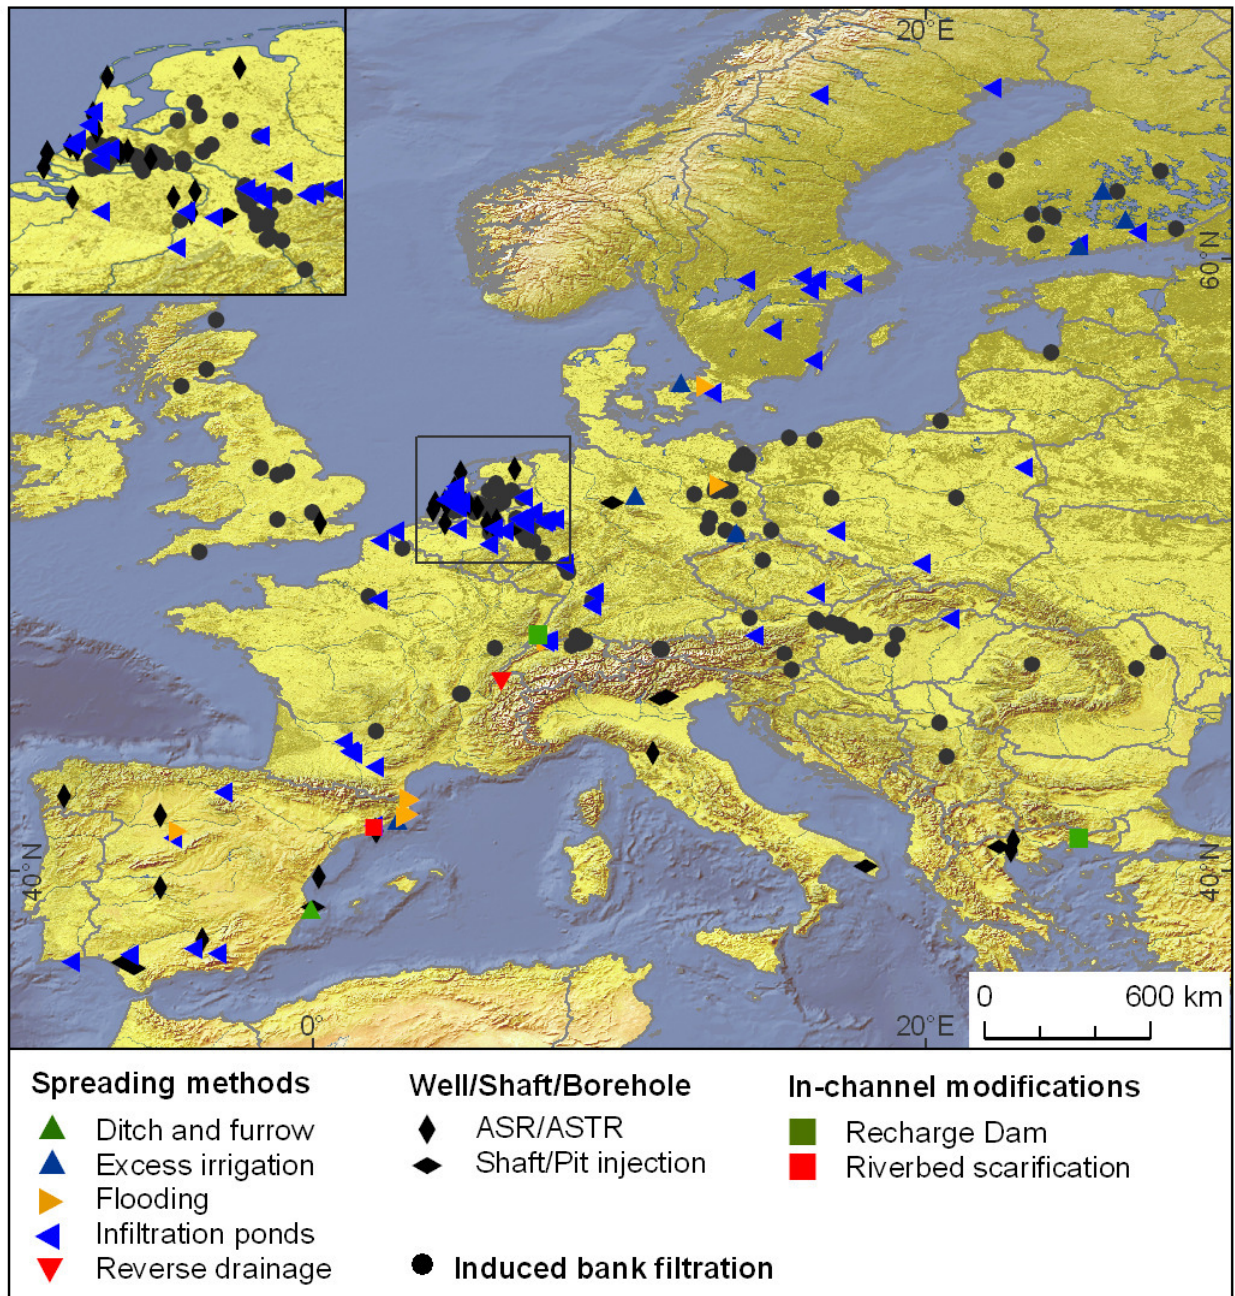 20°E
60°N
40°N
40°N
0°
20°E
0 600 km
Spreading methods
Ditch and furrow
Excess irrigation
Flooding
Infiltration ponds
Reverse drainage
Well/Shaft/Borehole
ASR/ASTR
Shaft/Pit injection
Induced bank filtration
In-channel modifications
Recharge Dam
Riverbed scarification